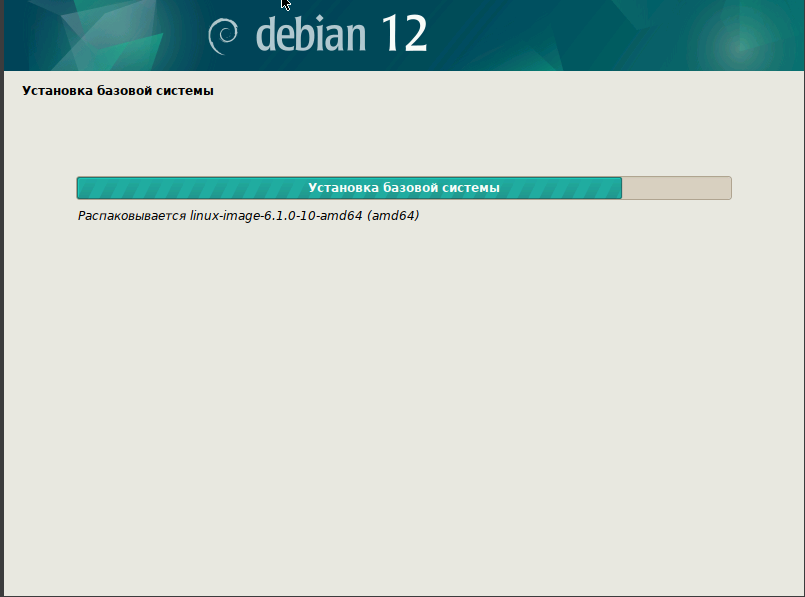 debian 12
Установка базовой системы
Установка базовой системы
Распаковывается linux-image-6.1.0-10-amd64 (amd64)